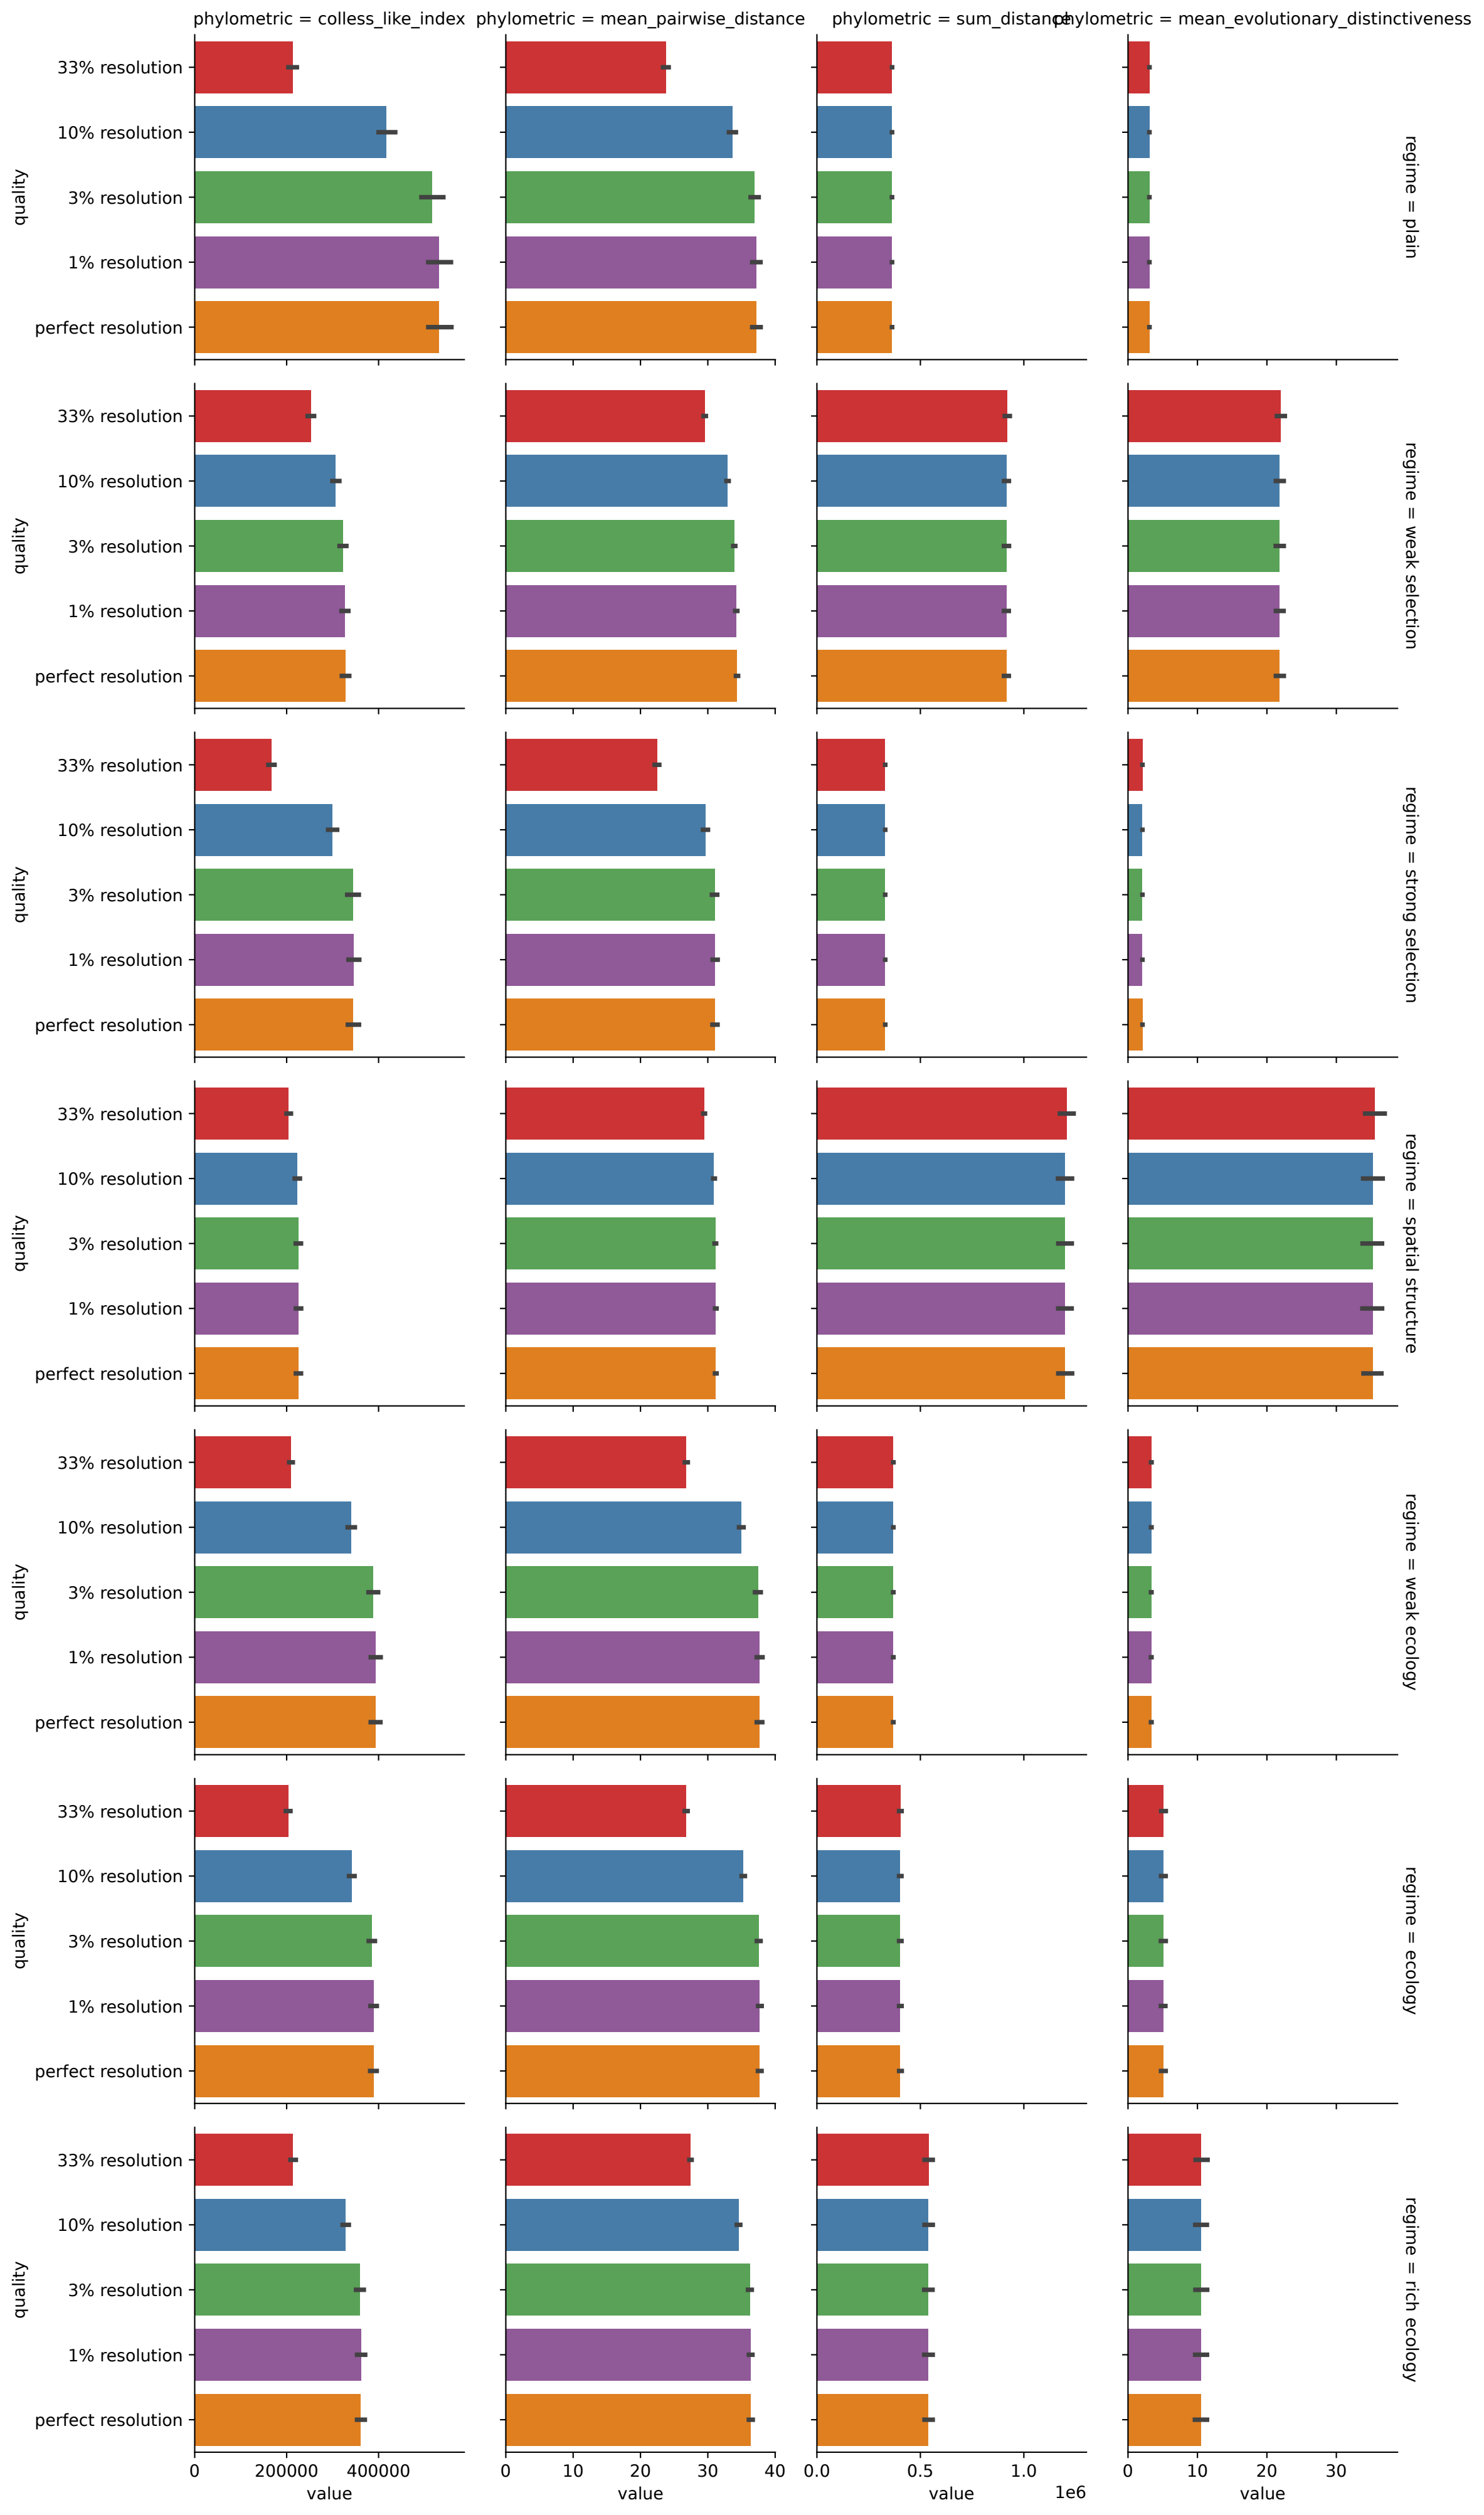 phylometric = colless_like_index
phylometric = mean_pairwise_distance
phylometric = sum_distance
phylometric = mean_evolutionary_distinctiveness
quality
33% resolution
10% resolution
3% resolution
1% resolution
perfect resolution
regime = plain
quality
33% resolution
10% resolution
3% resolution
1% resolution
perfect resolution
regime = weak selection
quality
33% resolution
10% resolution
3% resolution
1% resolution
perfect resolution
regime = strong selection
quality
33% resolution
10% resolution
3% resolution
1% resolution
perfect resolution
regime = spatial structure
quality
33% resolution
10% resolution
3% resolution
1% resolution
perfect resolution
regime = weak ecology
quality
33% resolution
10% resolution
3% resolution
1% resolution
perfect resolution
regime = ecology
quality
33% resolution
10% resolution
3% resolution
1% resolution
perfect resolution
regime = rich ecology
0 200000 400000
value
0 10 20 30 40
value
0.0 0.5 1.0
1e6
value
0 10 20 30
value